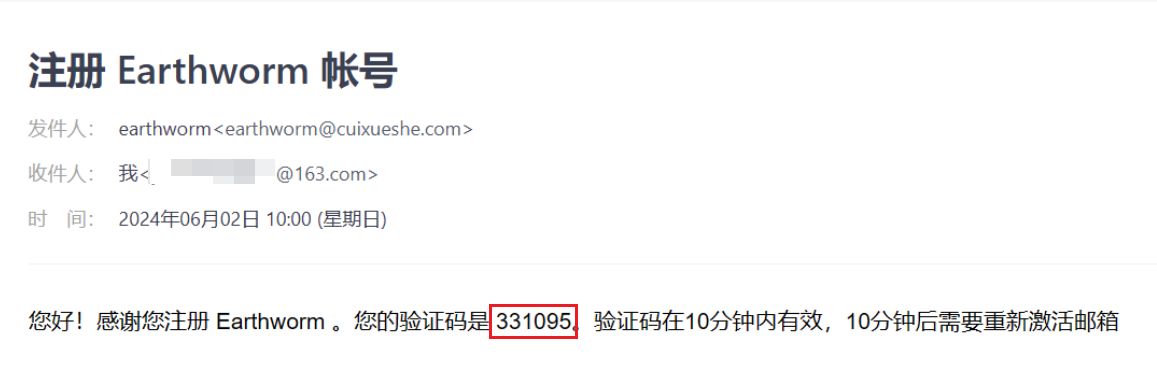 注册 Earthworm 帐号
发件人： earthworm<earthworm@cuixueshe.com>
收件人： 我< @163.com>
时 间： 2024年06月02日 10:00 (星期日)
您好！感谢您注册 Earthworm 。您的验证码是 331095。验证码在10分钟内有效，10分钟后需要重新激活邮箱